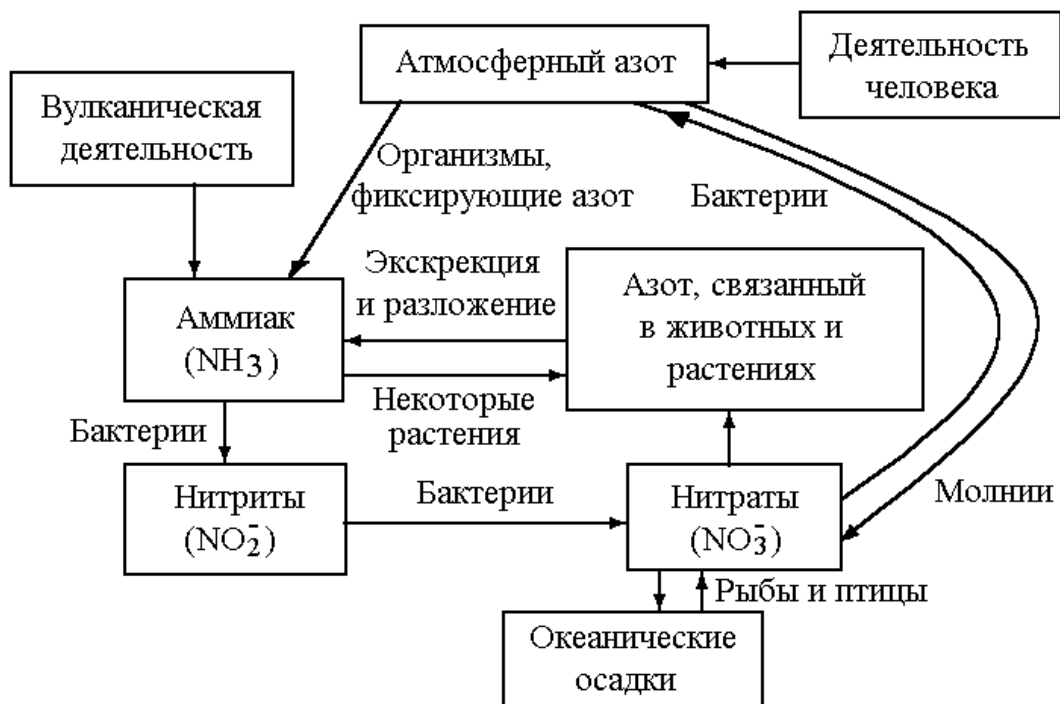 Атмосферный азот
Деятельность
человека
Вулканическая
деятельность
Организмы,
фиксирующие азот
Бактерии
Экскреция
и разложение
Азот, связанный
в животных и
растениях
Аммиак
(NH3)
Некоторые
растения
Бактерии
Нитриты
(NO2-)
Бактерии
Нитраты
(NO3-)
Молнии
Рыбы и птицы
Океанические
осадки